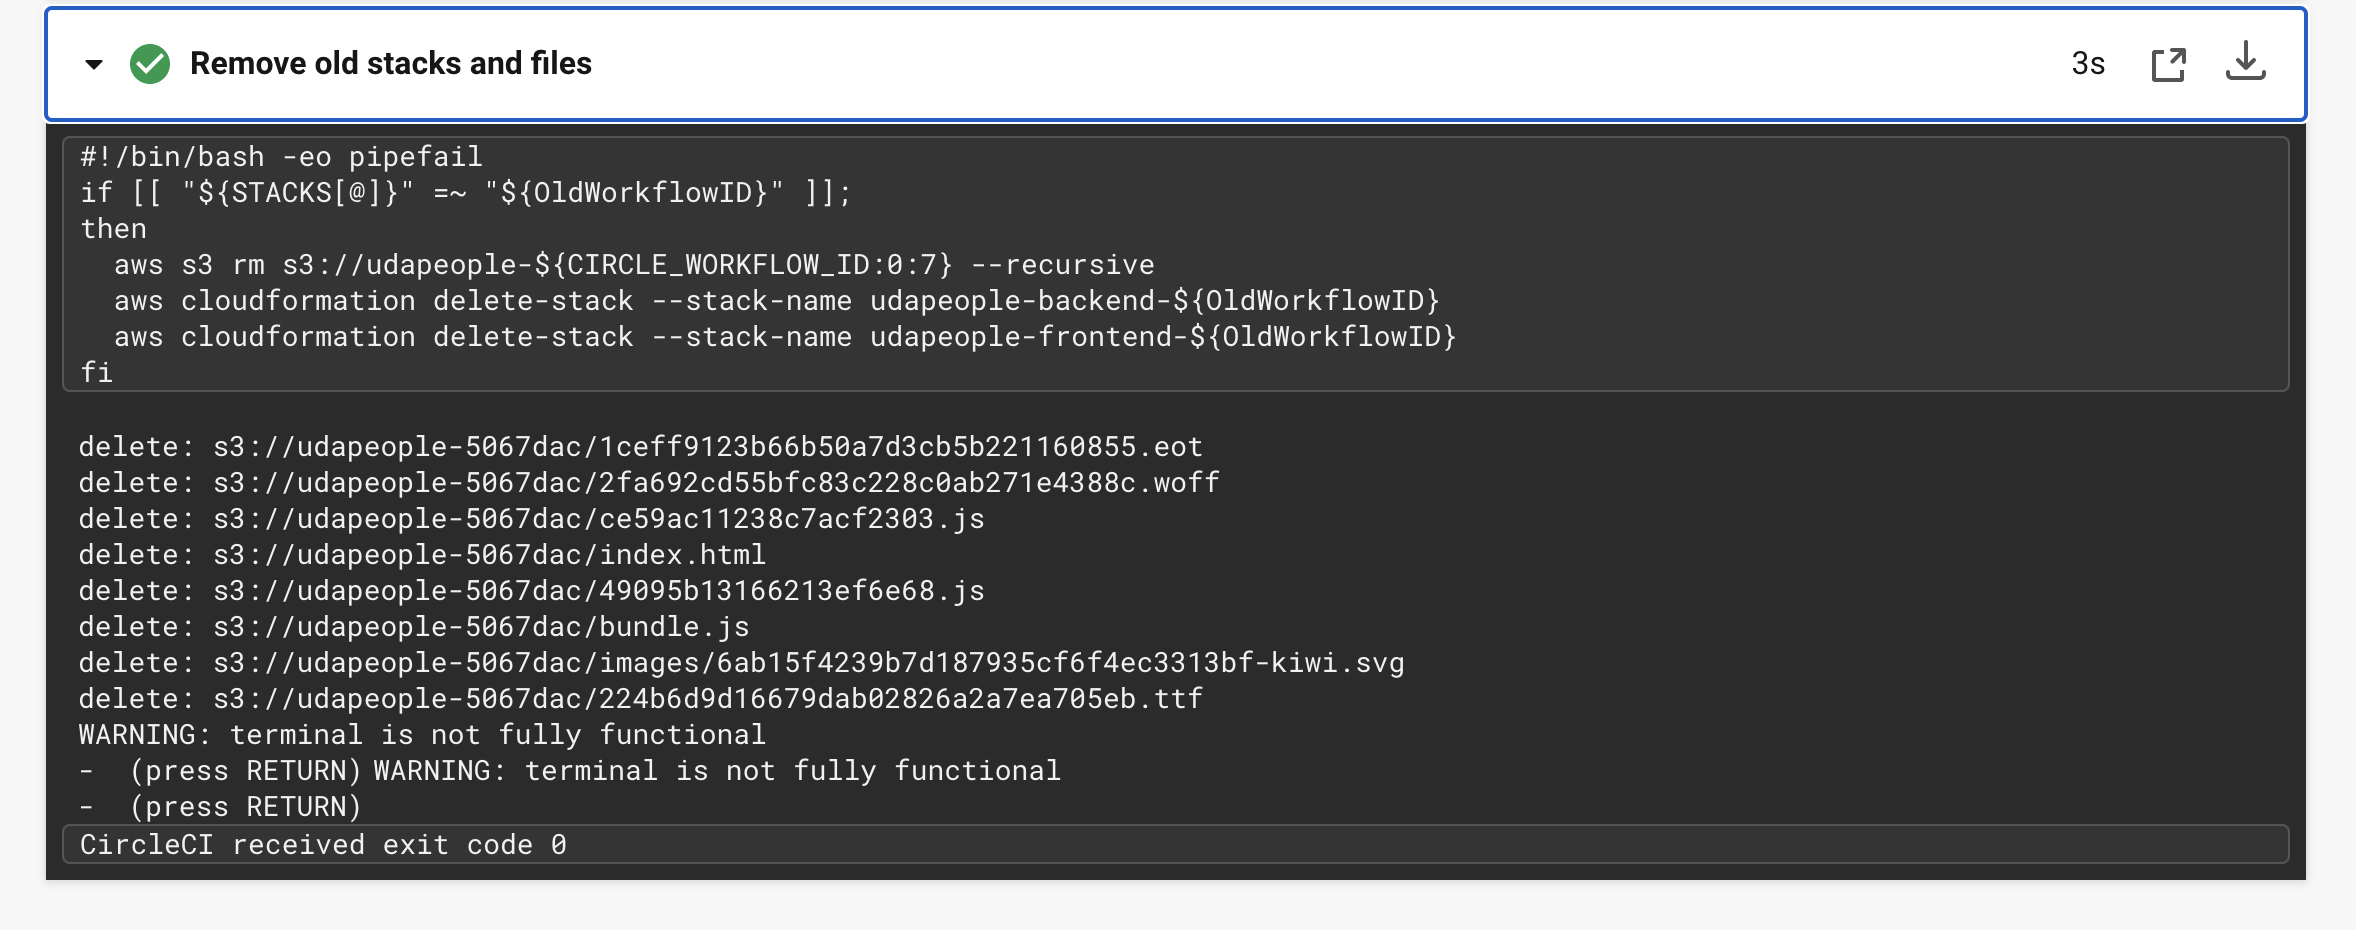 Remove old stacks and files
3s
#!/bin/bash -eo pipefail
if [[ "${STACKS[@]}" =~ "${OldWorkflowID}" ]];
then
  aws s3 rm s3://udapeople-${CIRCLE_WORKFLOW_ID:0:7} --recursive
  aws cloudformation delete-stack --stack-name udapeople-backend-${OldWorkflowID}
  aws cloudformation delete-stack --stack-name udapeople-frontend-${OldWorkflowID}
fi
delete: s3://udapeople-5067dac/1ceff9123b66b50a7d3cb5b221160855.eot
delete: s3://udapeople-5067dac/2fa692cd55bfc83c228c0ab271e4388c.woff
delete: s3://udapeople-5067dac/ce59ac11238c7acf2303.js
delete: s3://udapeople-5067dac/index.html
delete: s3://udapeople-5067dac/49095b13166213ef6e68.js
delete: s3://udapeople-5067dac/bundle.js
delete: s3://udapeople-5067dac/images/6ab15f4239b7d187935cf6f4ec3313bf-kiwi.svg
delete: s3://udapeople-5067dac/224b6d9d16679dab02826a2a7ea705eb.ttf
WARNING: terminal is not fully functional
-  (press RETURN) WARNING: terminal is not fully functional
-  (press RETURN)
CircleCI received exit code 0